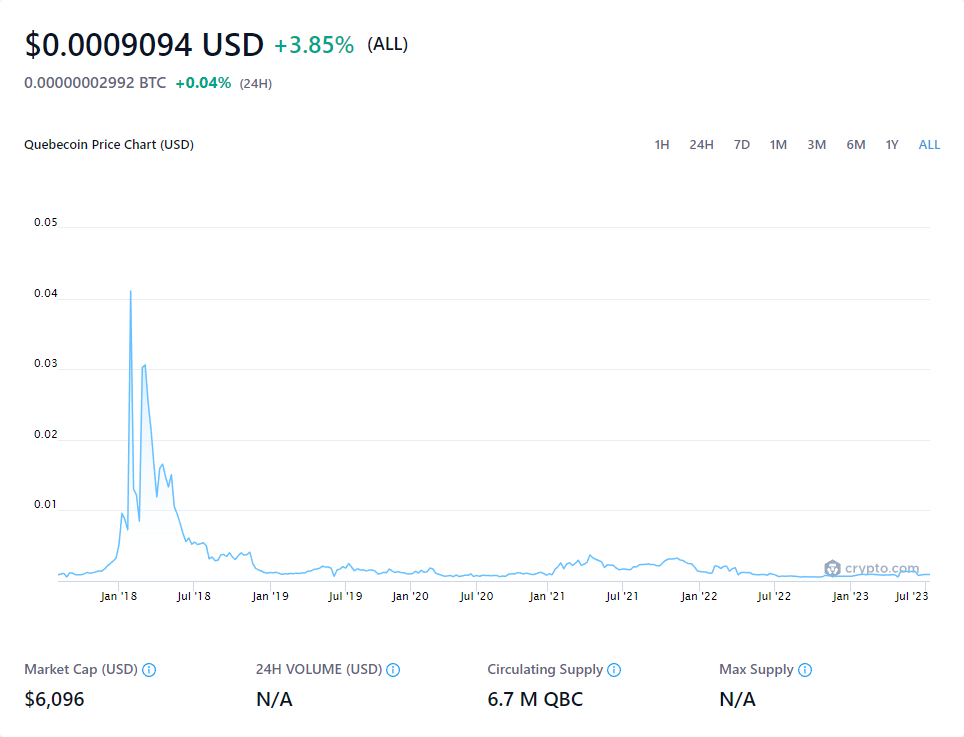 $0.0009094 USD +3.85% (ALL)
0.00000002992 BTC +0.04% (24H)
Quebecoin Price Chart (USD) 1H 24H 7D 1M 3M 6M 1Y ALL
0.05
0.04
0.03
0.02
0.01
crypto.com
Jan '18 Jul '18 Jan '19 Jul '19 Jan '20 Jul '20 Jan '21 Jul '21 Jan '22 Jul '22 Jan '23 Jul '23
Market Cap (USD) 24H VOLUME (USD) Circulating Supply Max Supply
$6,096 N/A 6.7 M QBC N/A